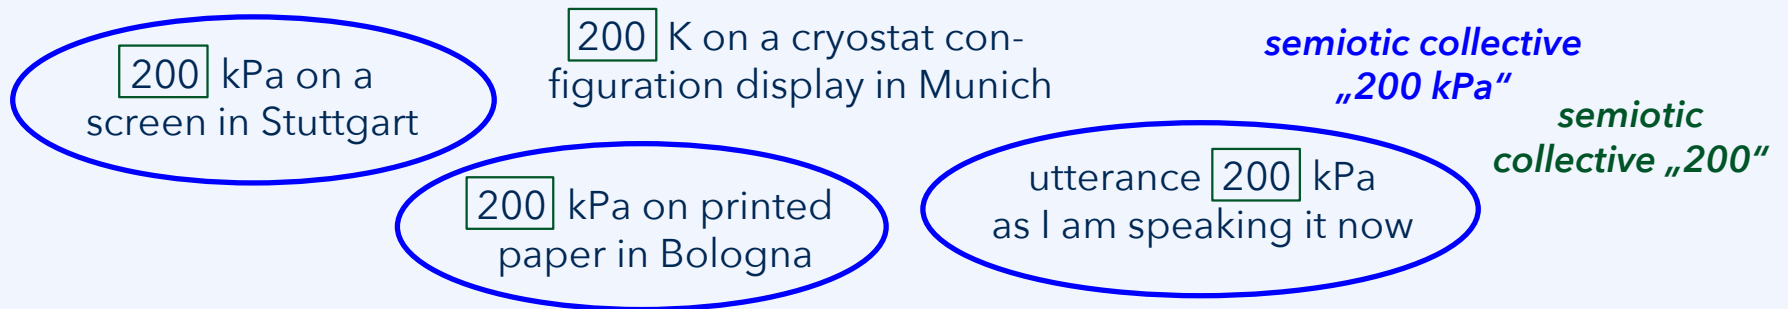 200 kPa on a
screen in Stuttgart
200 K on a cryostat con-
figuration display in Munich
semiotic collective
„200 kPa“
semiotic
collective „200“
200 kPa on printed
paper in Bologna
utterance 200 kPa
as I am speaking it now